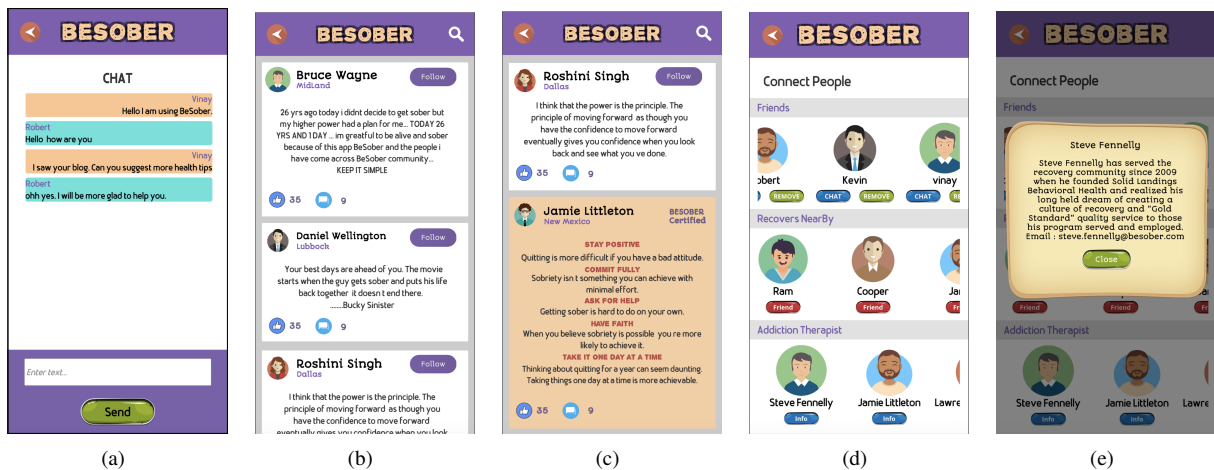 BESOBER
CHAT
Vinay
Hello I am using BeSober.
Robert
Hello how are you
Vinay
I saw your blog. Can you suggest more health tips
Robert
ohh yes. I will be more glad to help you.
Enter text...
Send
(a)
BESOBER
Bruce Wayne
MidLand
Follow
26 yrs ago today i didnt decide to get sober but
my higher power had a plan for me... TODAY 26
YRS AND 1 DAY ... im greatful to be alive and sober
because of this app BeSober and the people i
have come across BeSober community...
KEEP IT SIMPLE
35 9
Daniel Wellington
Lubbock
Follow
Your best days are ahead of you. The movie
starts when the guy gets sober and puts his life
back together it doesn t end there.
......Bucky Sinister
35 9
Roshini Singh
Dallas
Follow
I think that the power is the principle. The
principle of moving forward as though you
have the confidence to move forward
eventually gives you confidence when you look
(b)
BESOBER
Roshini Singh
Dallas
Follow
I think that the power is the principle. The
principle of moving forward as though you
have the confidence to move forward
eventually gives you confidence when you look
back and see what you ve done.
35 9
Jamie Littleton
New Mexico
BESOBER
Certified
STAY POSITIVE
Quitting is more difficult if you have a bad attitude.
COMMIT FULLY
Sobriety isn t something you can achieve with
minimal effort.
ASK FOR HELP
Getting sober is hard to do on your own.
HAVE FAITH
When you believe sobriety is possible you re more
likely to achieve it.
TAKE IT ONE DAY AT A TIME
Thinking about quitting for a year can seem daunting.
Taking things one day at a time is more achievable.
35 9
(c)
BESOBER
Connect People
Friends
obert Kevin vinay
REMOVE CHAT REMOVE CHAT REMOVE
Recovers NearBy
Ram Cooper Jar
Friend Friend Friend
Addiction Therapist
Steve Fennelly Jamie Littleton Lawre
Info Info
(d)
BESOBER
Connect People
Friends
Steve Fennelly
Steve Fennelly has served the
recovery community since 2009
when he founded Solid Landings
Behavioral Health and realized his
long held dream of creating a
culture of recovery and "Gold
Standard" quality service to those
his program served and employed.
Email : steve.fennelly@besober.com
Close
Addiction Therapist
Steve Fennelly Jamie Littleton Lawre
Info Info
(e)